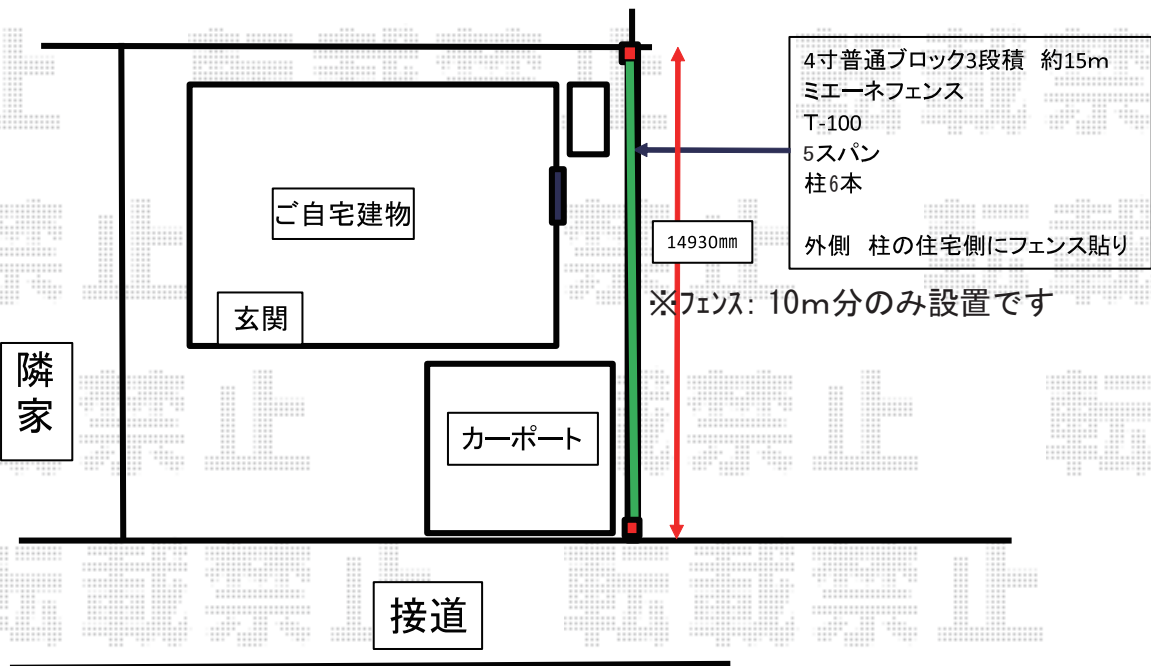 4寸普通ブロック3段積 約15m
ミエーネフェンス
T-100
5スパン
柱6本
外側 柱の住宅側にフェンス貼り
ご自宅建物
14930mm
※フェンス: 10m分のみ設置です
玄関
隣家
カーポート
接道
転載禁止